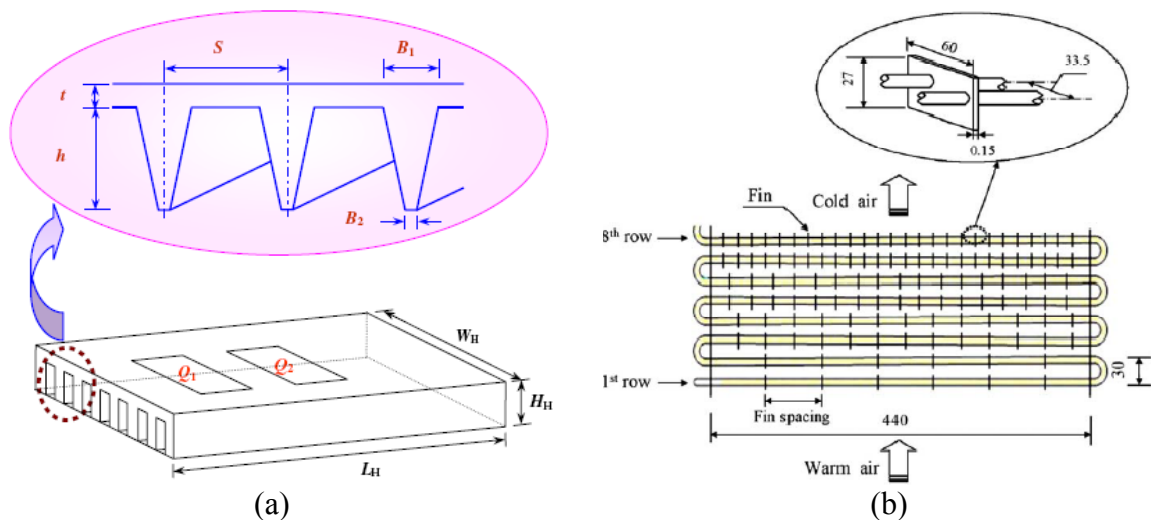 S
B1
t
h
B2
Q1
Q2
WH
HH
LH
(a)
60
27
33.5
0.15
Fin
Cold air
8th row
1st row
30
Fin spacing
440
Warm air
(b)